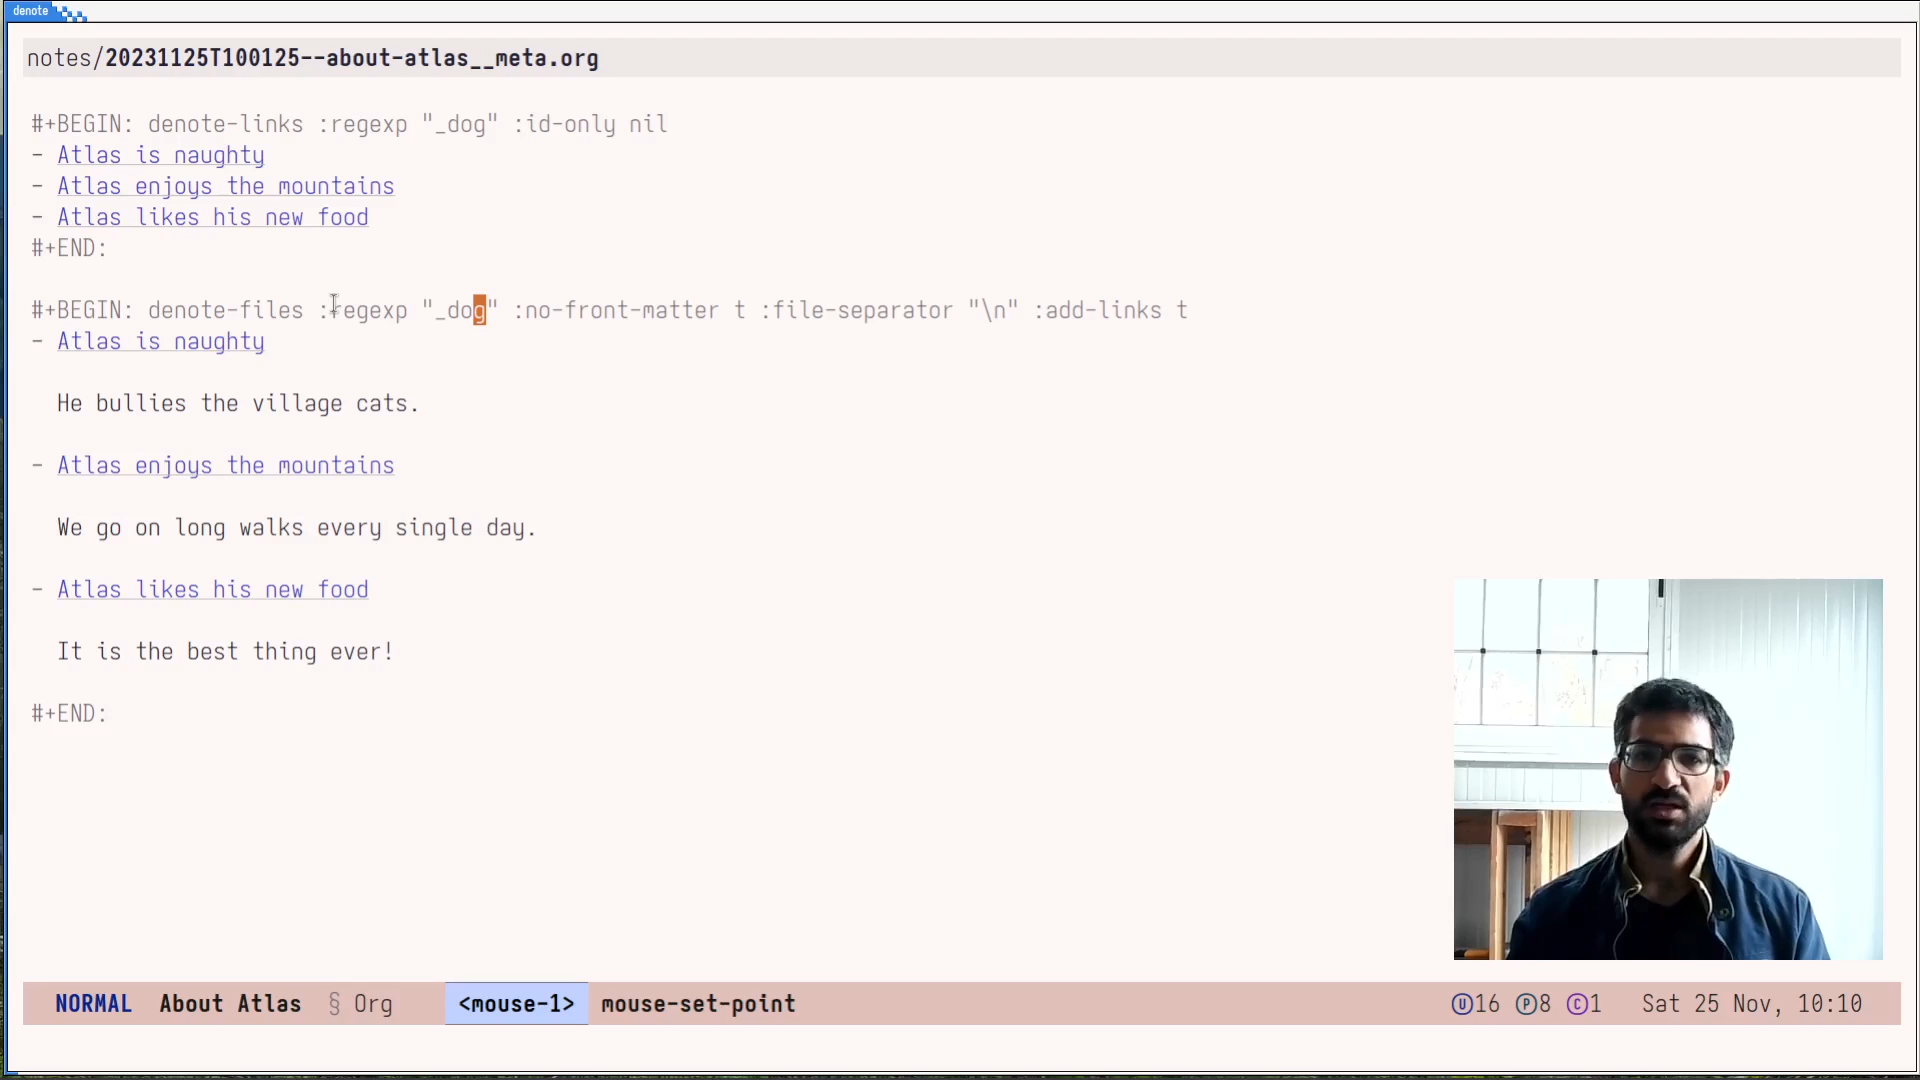 denote
notes/20231125T100125--about-atlas__meta.org
#+BEGIN: denote-links :regexp "_dog" :id-only nil
- Atlas is naughty
- Atlas enjoys the mountains
- Atlas likes his new food
#+END:
#+BEGIN: denote-files :regexp "_dog" :no-front-matter t :file-separator "\n" :add-links t
- Atlas is naughty
He bullies the village cats.
- Atlas enjoys the mountains
We go on long walks every single day.
- Atlas likes his new food
It is the best thing ever!
#+END:
NORMAL About Atlas § Org <mouse-1> mouse-set-point Ⓤ16 Ⓟ8 Ⓒ1 Sat 25 Nov, 10:10